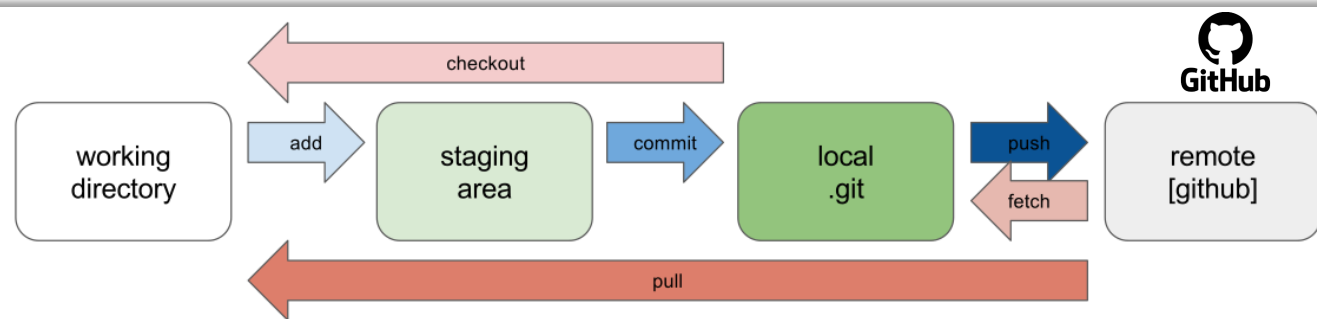 GitHub
checkout
working
directory
add
staging
area
commit
local
.git
push
fetch
remote
[github]
pull